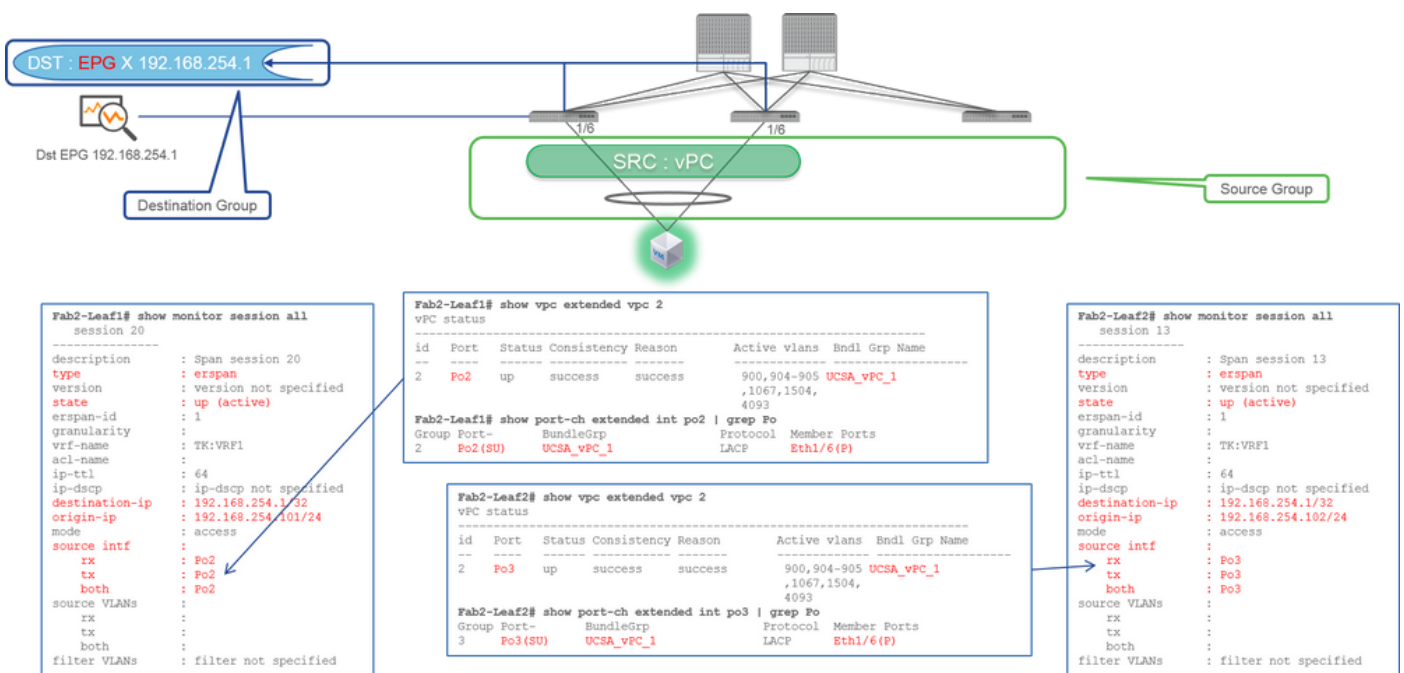 DST : EPG X 192.168.254.1
Dst EPG 192.168.254.1
Destination Group
1/6
1/6
SRC : vPC
Source Group
VM
Fab2-Leaf1# show monitor session all
session 20
---------------
description : Span session 20
type : erspan
version : version not specified
state : up (active)
erspan-id : 1
granularity :
vrf-name : TK:VRF1
acl-name :
ip-ttl : 64
ip-dscp : ip-dscp not specified
destination-ip : 192.168.254.1/32
origin-ip : 192.168.254.101/24
mode : access
source intf :
rx : Po2
tx : Po2
both : Po2
source VLANs :
rx :
tx :
both :
filter VLANs : filter not specified
Fab2-Leaf1# show vpc extended vpc 2
vPC status
---------------------------------------------------------------------------
id Port Status Consistency Reason Active vlans Bndl Grp Name
-- ---- ------ ----------- ------ ------------ -------------------
2 Po2 up success success 900,904-905 UCSA_vPC_1
,1067,1504,
4093
Fab2-Leaf1# show port-ch extended int po2 | grep Po
Group Port- BundleGrp Protocol Member Ports
2 Po2(SU) UCSA_vPC_1 LACP Eth1/6(P)
Fab2-Leaf2# show vpc extended vpc 2
vPC status
---------------------------------------------------------------------------
id Port Status Consistency Reason Active vlans Bndl Grp Name
-- ---- ------ ----------- ------ ------------ -------------------
2 Po3 up success success 900,904-905 UCSA_vPC_1
,1067,1504,
4093
Fab2-Leaf2# show port-ch extended int po3 | grep Po
Group Port- BundleGrp Protocol Member Ports
3 Po3(SU) UCSA_vPC_1 LACP Eth1/6(P)
Fab2-Leaf2# show monitor session all
session 13
---------------
description : Span session 13
type : erspan
version : version not specified
state : up (active)
erspan-id : 1
granularity :
vrf-name : TK:VRF1
acl-name :
ip-ttl : 64
ip-dscp : ip-dscp not specified
destination-ip : 192.168.254.1/32
origin-ip : 192.168.254.102/24
mode : access
source intf :
rx : Po3
tx : Po3
both : Po3
source VLANs :
rx :
tx :
both :
filter VLANs : filter not specified